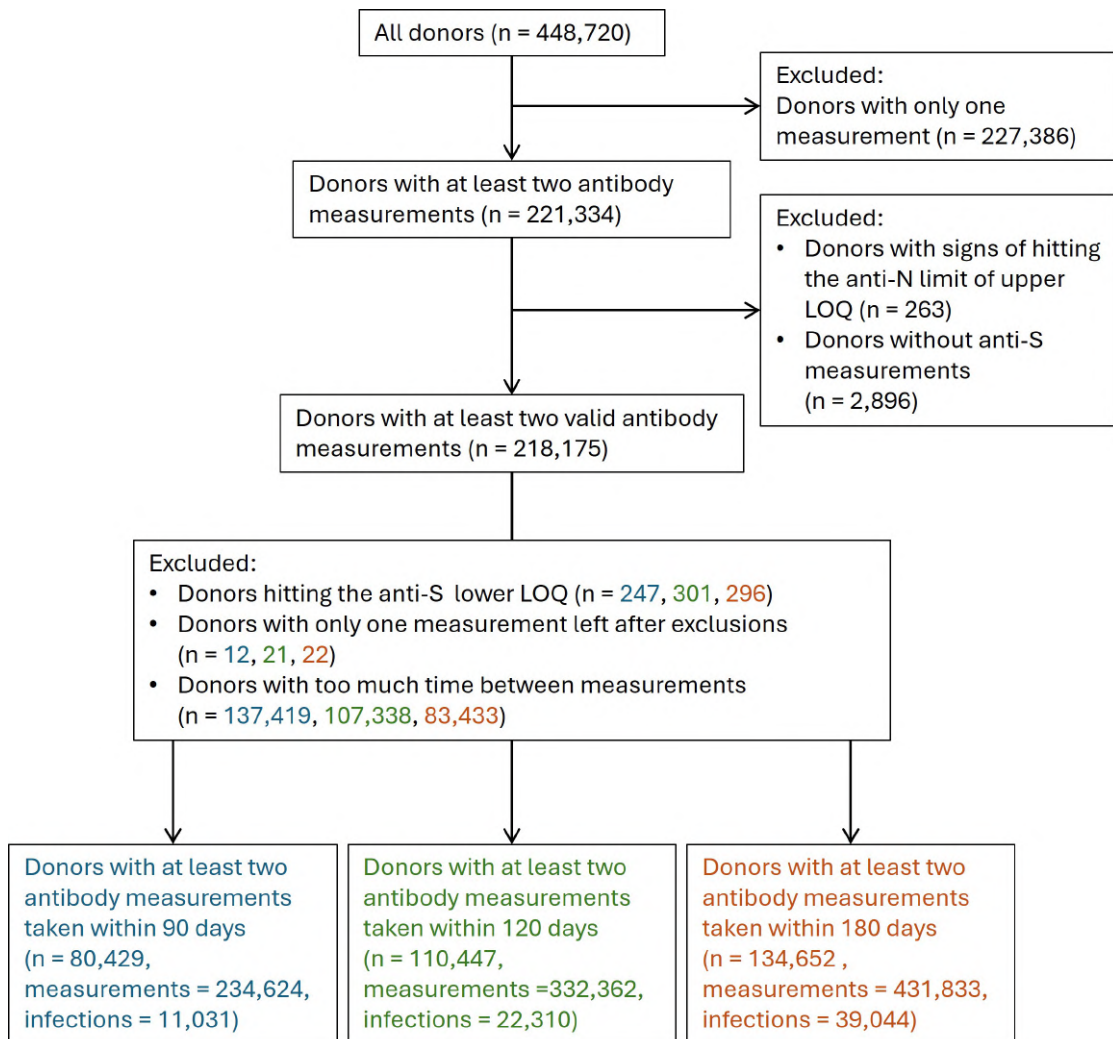 All donors (n = 448,720)
Excluded:
Donors with only one
measurement (n = 227,386)
Donors with at least two antibody
measurements (n = 221,334)
Excluded:
• Donors with signs of hitting
the anti-N limit of upper
LOQ (n = 263)
• Donors without anti-S
measurements
(n = 2,896)
Donors with at least two valid antibody
measurements (n = 218,175)
Excluded:
• Donors hitting the anti-S lower LOQ (n = 247, 301, 296)
• Donors with only one measurement left after exclusions
(n = 12, 21, 22)
• Donors with too much time between measurements
(n = 137,419, 107,338, 83,433)
Donors with at least two
antibody measurements
taken within 90 days
(n = 80,429,
measurements = 234,624,
infections = 11,031)
Donors with at least two
antibody measurements
taken within 120 days
(n = 110,447,
measurements =332,362,
infections = 22,310)
Donors with at least two
antibody measurements
taken within 180 days
(n = 134,652 ,
measurements = 431,833,
infections = 39,044)